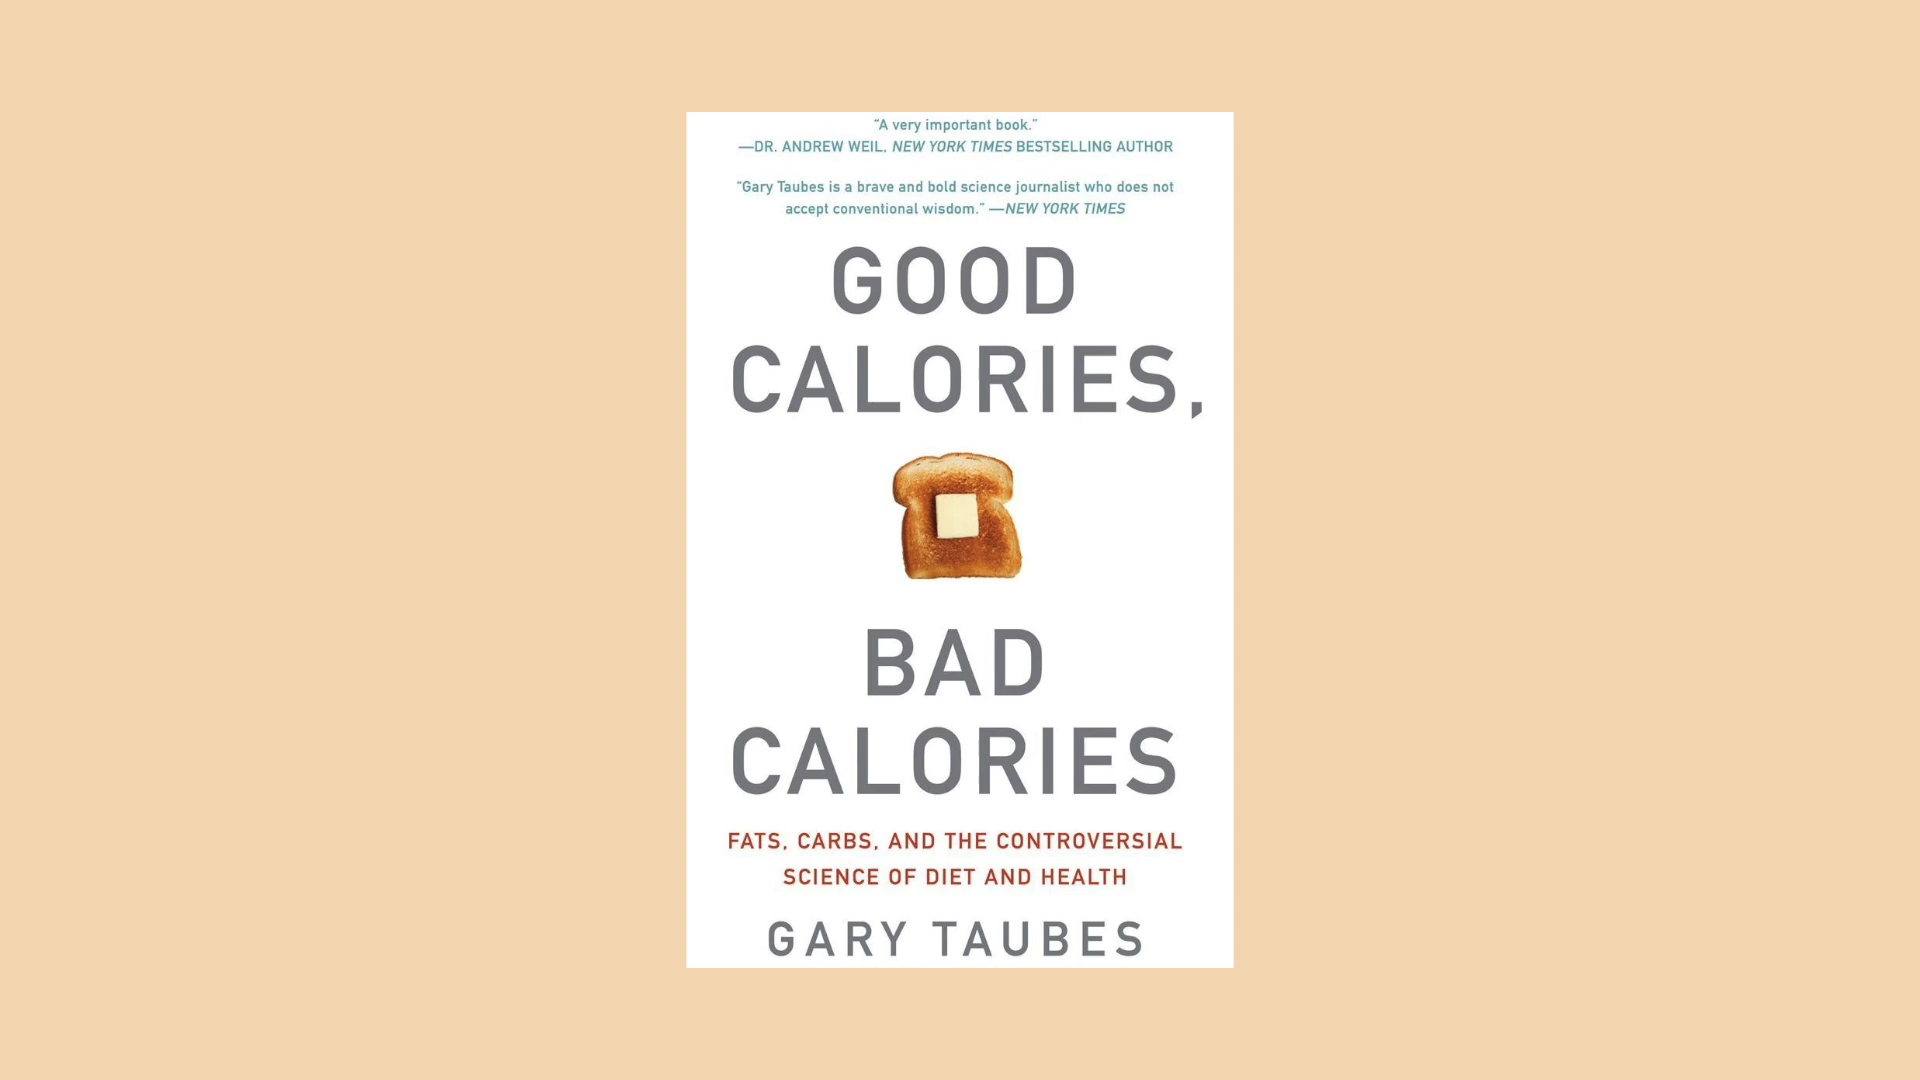 “A very important book.”
—DR. ANDREW WEIL, NEW YORK TIMES BESTSELLING AUTHOR
“Gary Taubes is a brave and bold science journalist who does not
accept conventional wisdom.” —NEW YORK TIMES
GOOD
CALORIES,
BAD
CALORIES
FATS, CARBS, AND THE CONTROVERSIAL
SCIENCE OF DIET AND HEALTH
GARY TAUBES